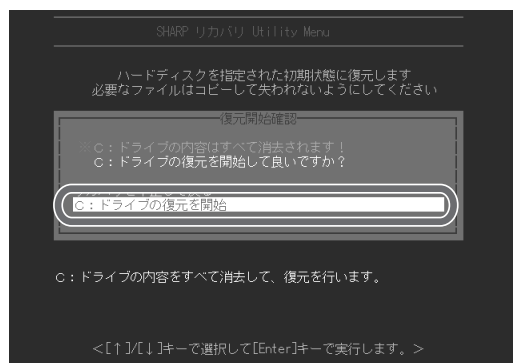 SHARP リカバリ Utility Menu
ハードディスクを指定された初期状態に復元します
必要なファイルはコピーして失われないようにしてください
復元開始確認
※C:ドライブの内容はすべて消去されます!
C:ドライブの復元を開始して良いですか?
C:ドライブの復元を開始
C:ドライブの内容をすべて消去して、復元を行います。
<[↑]/[↓]キーで選択して[Enter]キーで実行します。>